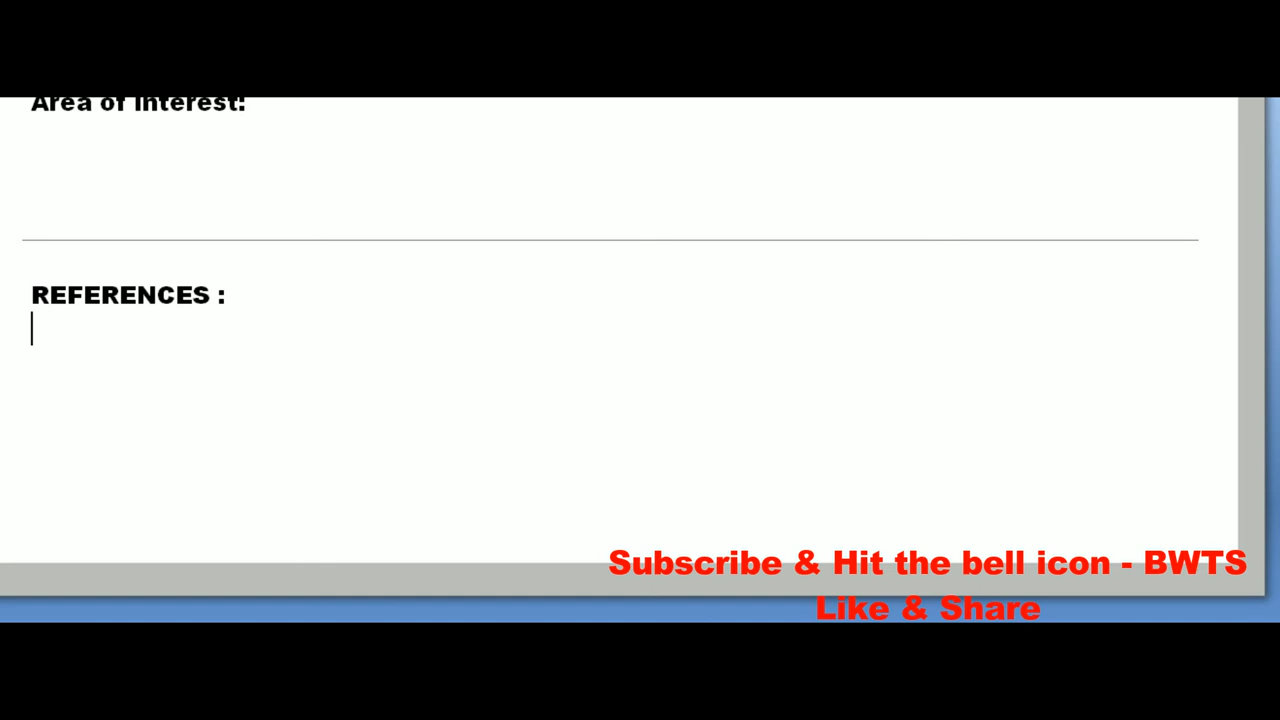 Area of Interest:
REFERENCES :
Subscribe & Hit the bell icon - BWTS
Like & Share